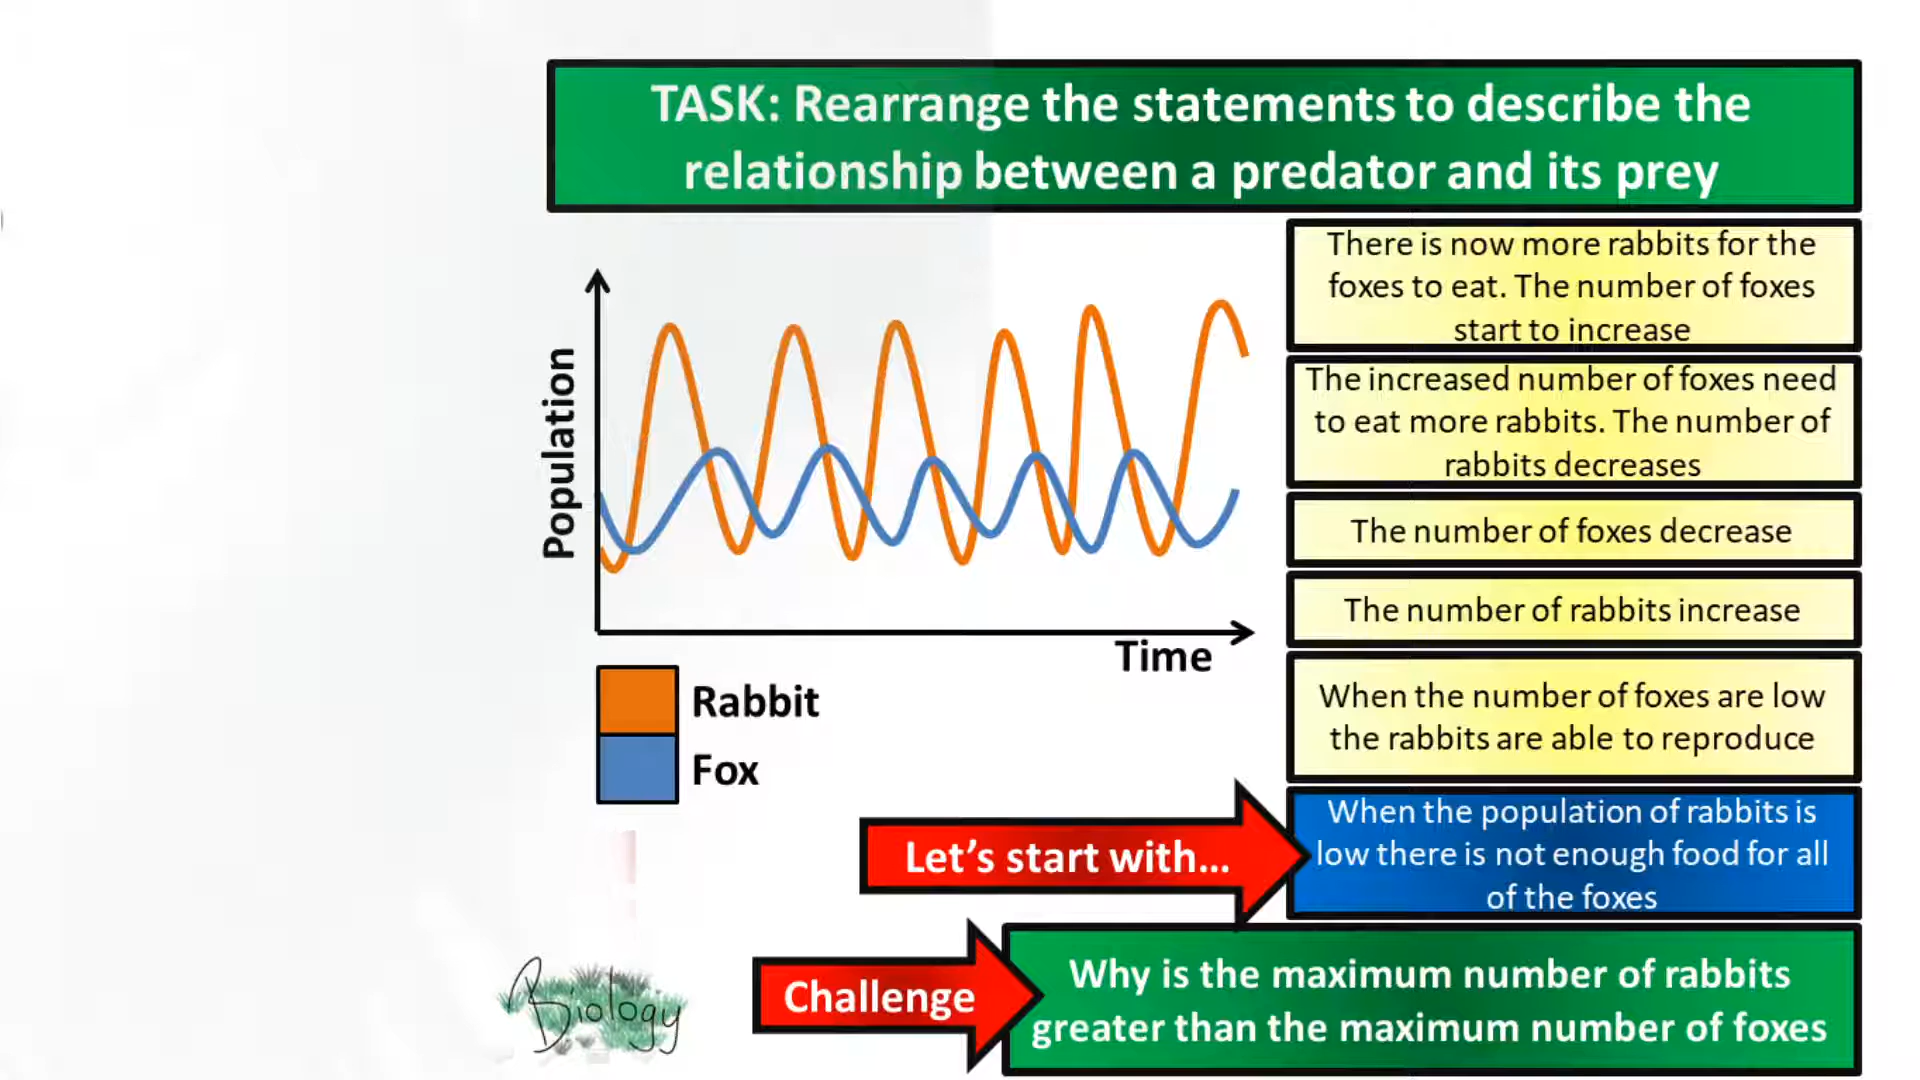 TASK: Rearrange the statements to describe the
relationship between a predator and its prey
There is now more rabbits for the
foxes to eat. The number of foxes
start to increase
The increased number of foxes need
to eat more rabbits. The number of
rabbits decreases
The number of foxes decrease
The number of rabbits increase
When the number of foxes are low
the rabbits are able to reproduce
When the population of rabbits is
low there is not enough food for all
of the foxes
Population
Time
Rabbit
Fox
Let's start with...
Challenge
Why is the maximum number of rabbits
greater than the maximum number of foxes
Biology